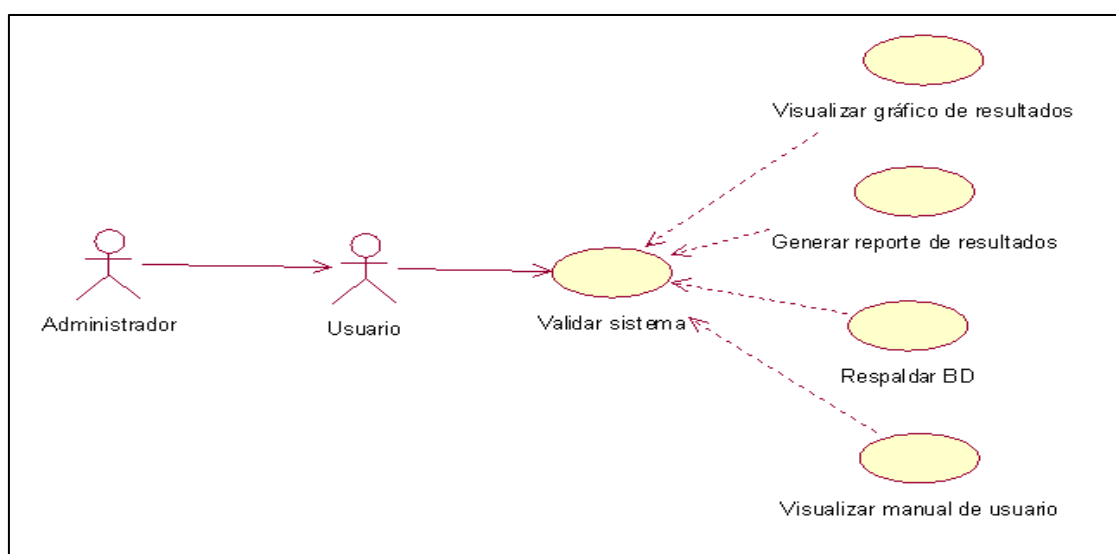 Visualizar gráfico de resultados
Generar reporte de resultados
Administrador
Usuario
Validar sistema
Respaldar BD
Visualizar manual de usuario